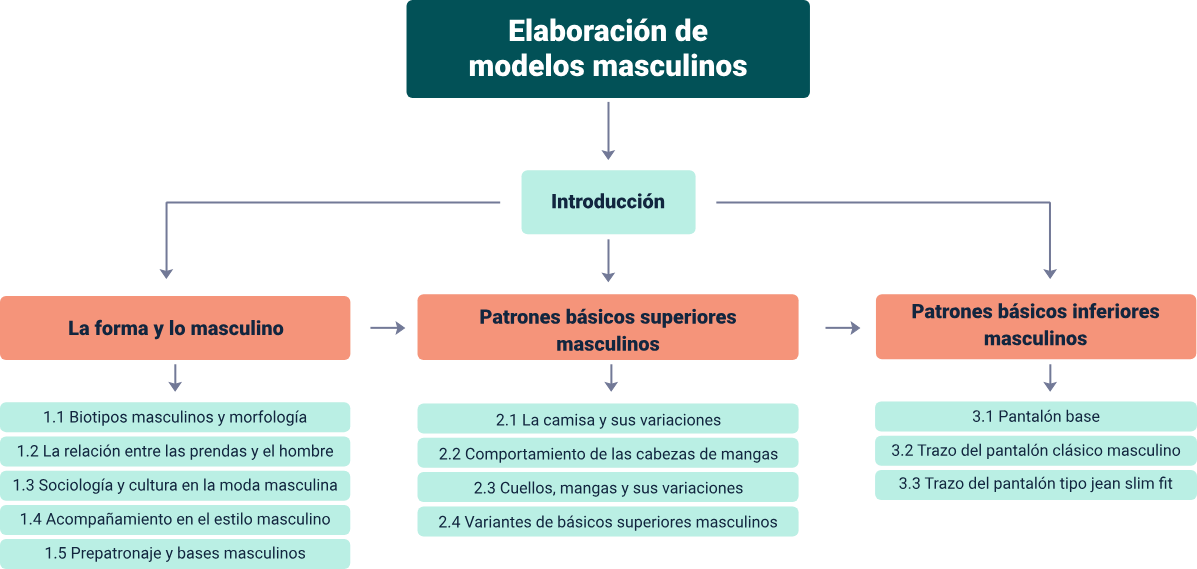 Elaboración de
modelos masculinos
Introducción
La forma y lo masculino
1.1 Biotipos masculinos y morfología
1.2 La relación entre las prendas y el hombre
1.3 Sociología y cultura en la moda masculina
1.4 Acompañamiento en el estilo masculino
1.5 Prepatronaje y bases masculinos
Patrones básicos superiores
masculinos
2.1 La camisa y sus variaciones
2.2 Comportamiento de las cabezas de mangas
2.3 Cuellos, mangas y sus variaciones
2.4 Variantes de básicos superiores masculinos
Patrones básicos inferiores
masculinos
3.1 Pantalón base
3.2 Trazo del pantalón clásico masculino
3.3 Trazo del pantalón tipo jean slim fit